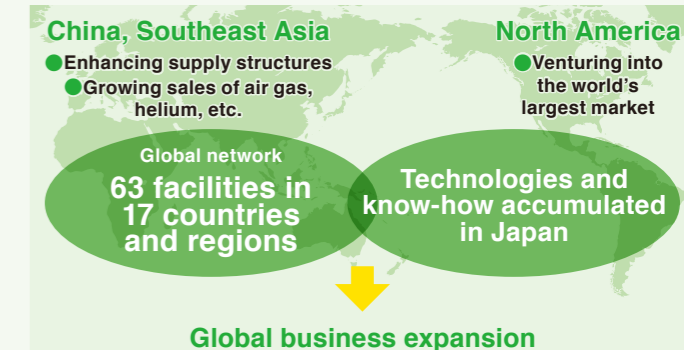 China, Southeast Asia
●Enhancing supply structures
●Growing sales of air gas,
helium, etc.
North America
●Venturing into
the world's
largest market
Global network
63 facilities in
17 countries
and regions
Technologies and
know-how accumulated
in Japan
Global business expansion